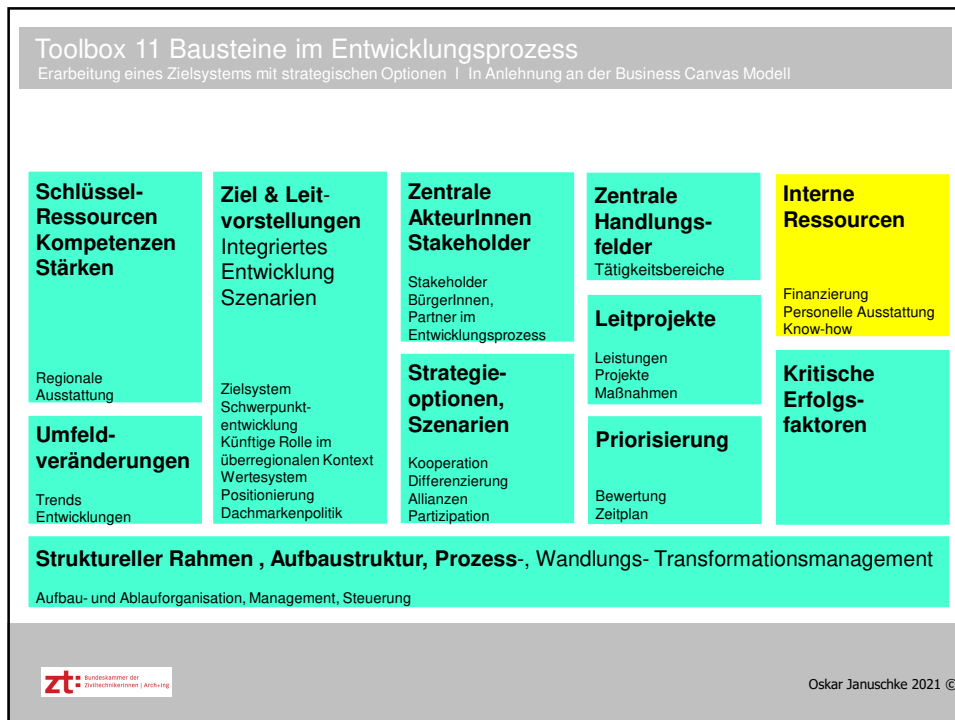 Toolbox 11 Bausteine im Entwicklungsprozess
Erarbeitung eines Zielsystems mit strategischen Optionen I In Anlehnung an der Business Canvas Modell
Schlüssel-
Ressourcen
Kompetenzen
Stärken
Regionale
Ausstattung
Umfeld-
veränderungen
Trends
Entwicklungen
Ziel & Leit-
vorstellungen
Integriertes
Entwicklung
Szenarien
Zielsystem
Schwerpunkt-
entwicklung
Künftige Rolle im
überregionalen Kontext
Wertesystem
Positionierung
Dachmarkenpolitik
Zentrale
AkteurInnen
Stakeholder
Stakeholder
BürgerInnen,
Partner im
Entwicklungsprozess
Strategie-
optionen,
Szenarien
Kooperation
Differenzierung
Allianzen
Partizipation
Zentrale
Handlungs-
felder
Tätigkeitsbereiche
Leitprojekte
Leistungen
Projekte
Maßnahmen
Priorisierung
Bewertung
Zeitplan
Interne
Ressourcen
Finanzierung
Personelle Ausstattung
Know-how
Kritische
Erfolgs-
faktoren
Struktureller Rahmen , Aufbaustruktur, Prozess-, Wandlungs- Transformationsmanagement
Aufbau- und Ablauforganisation, Management, Steuerung
zt: Bundeskammer der
Ziviltechnikerinnen | Arch+Ing
Oskar Januschke 2021 ©